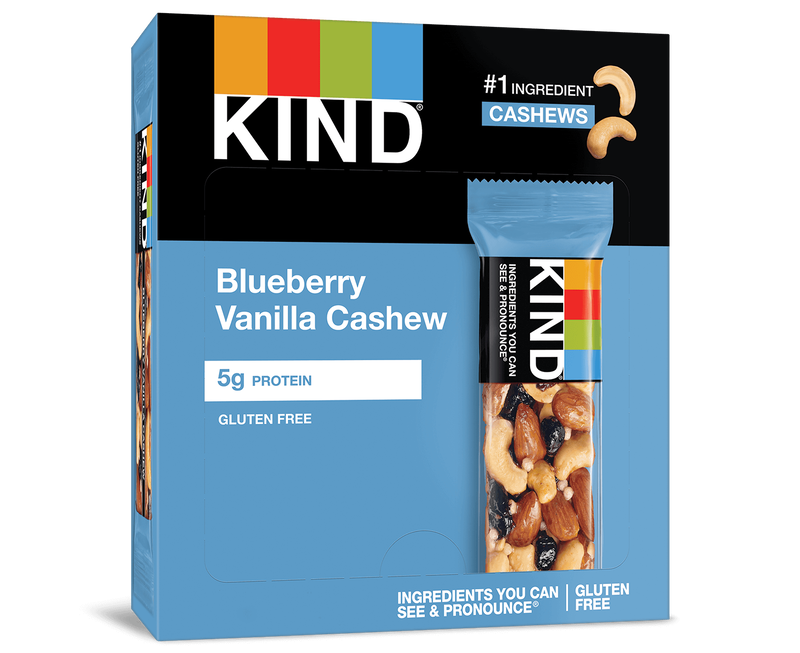 KIND®
#1 INGREDIENT
CASHEWS
Blueberry
Vanilla Cashew
5g PROTEIN
GLUTEN FREE
KIND
INGREDIENTS YOU CAN
SEE & PRONOUNCE®
INGREDIENTS YOU CAN
SEE & PRONOUNCE®
GLUTEN
FREE
KIND